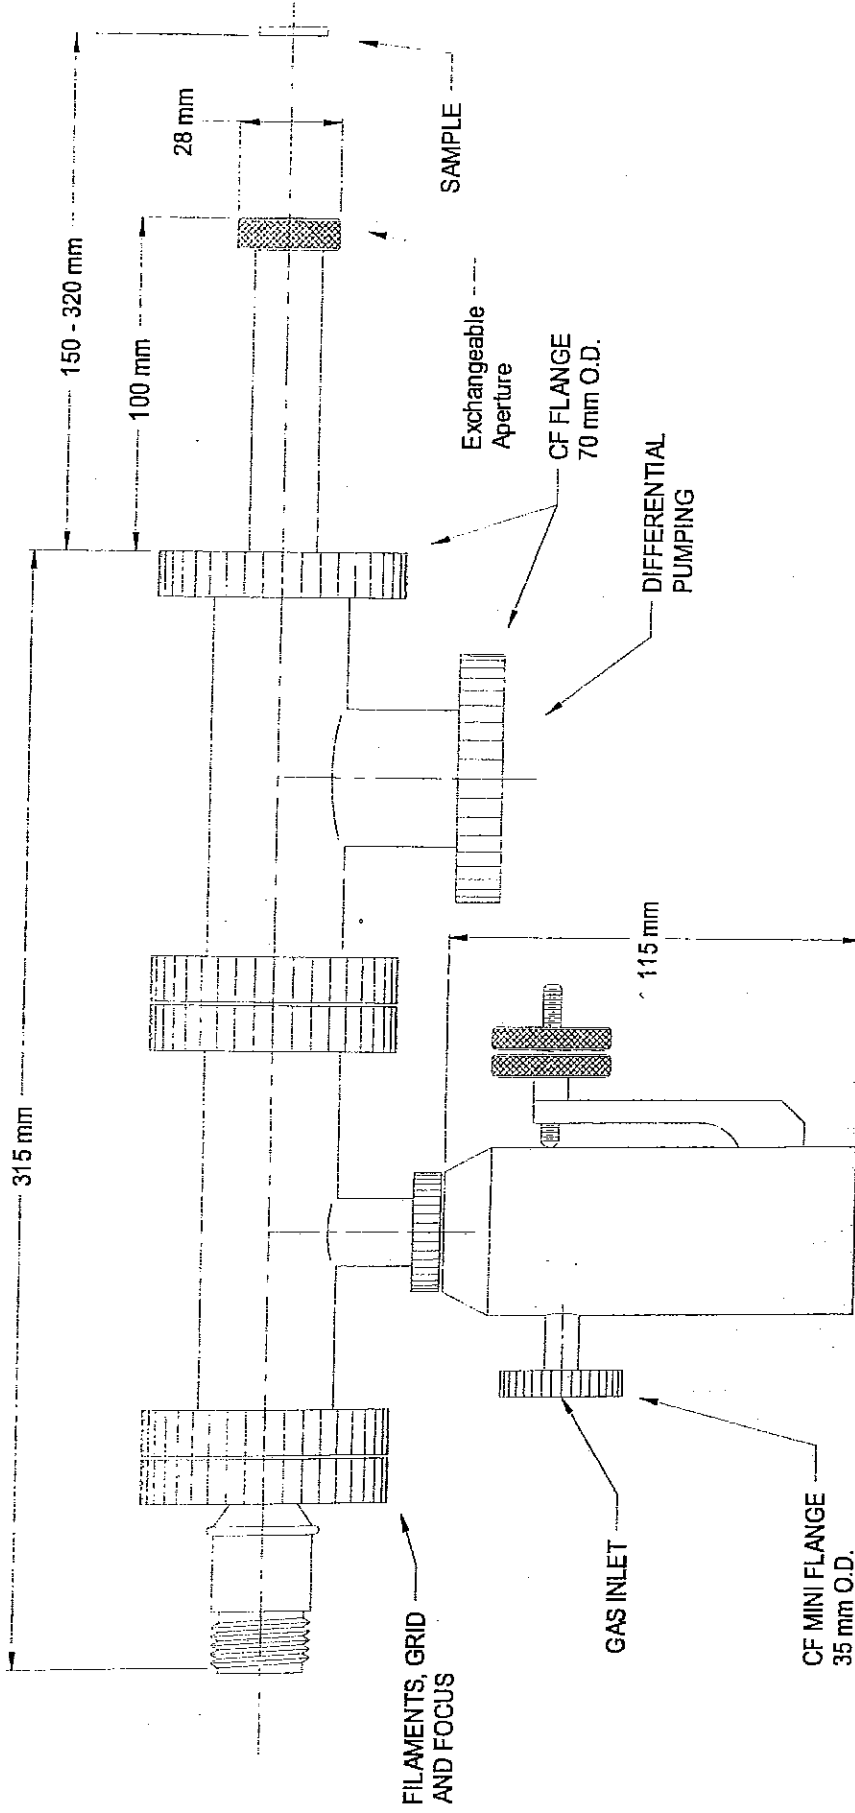 315 mm
150 - 320 mm
100 mm
28 mm
SAMPLE
Exchangeable
Aperture
CF FLANGE
70 mm O.D.
DIFFERENTIAL
PUMPING
115 mm
FILAMENTS, GRID
AND FOCUS
GAS INLET
CF MINI FLANGE
35 mm O.D.